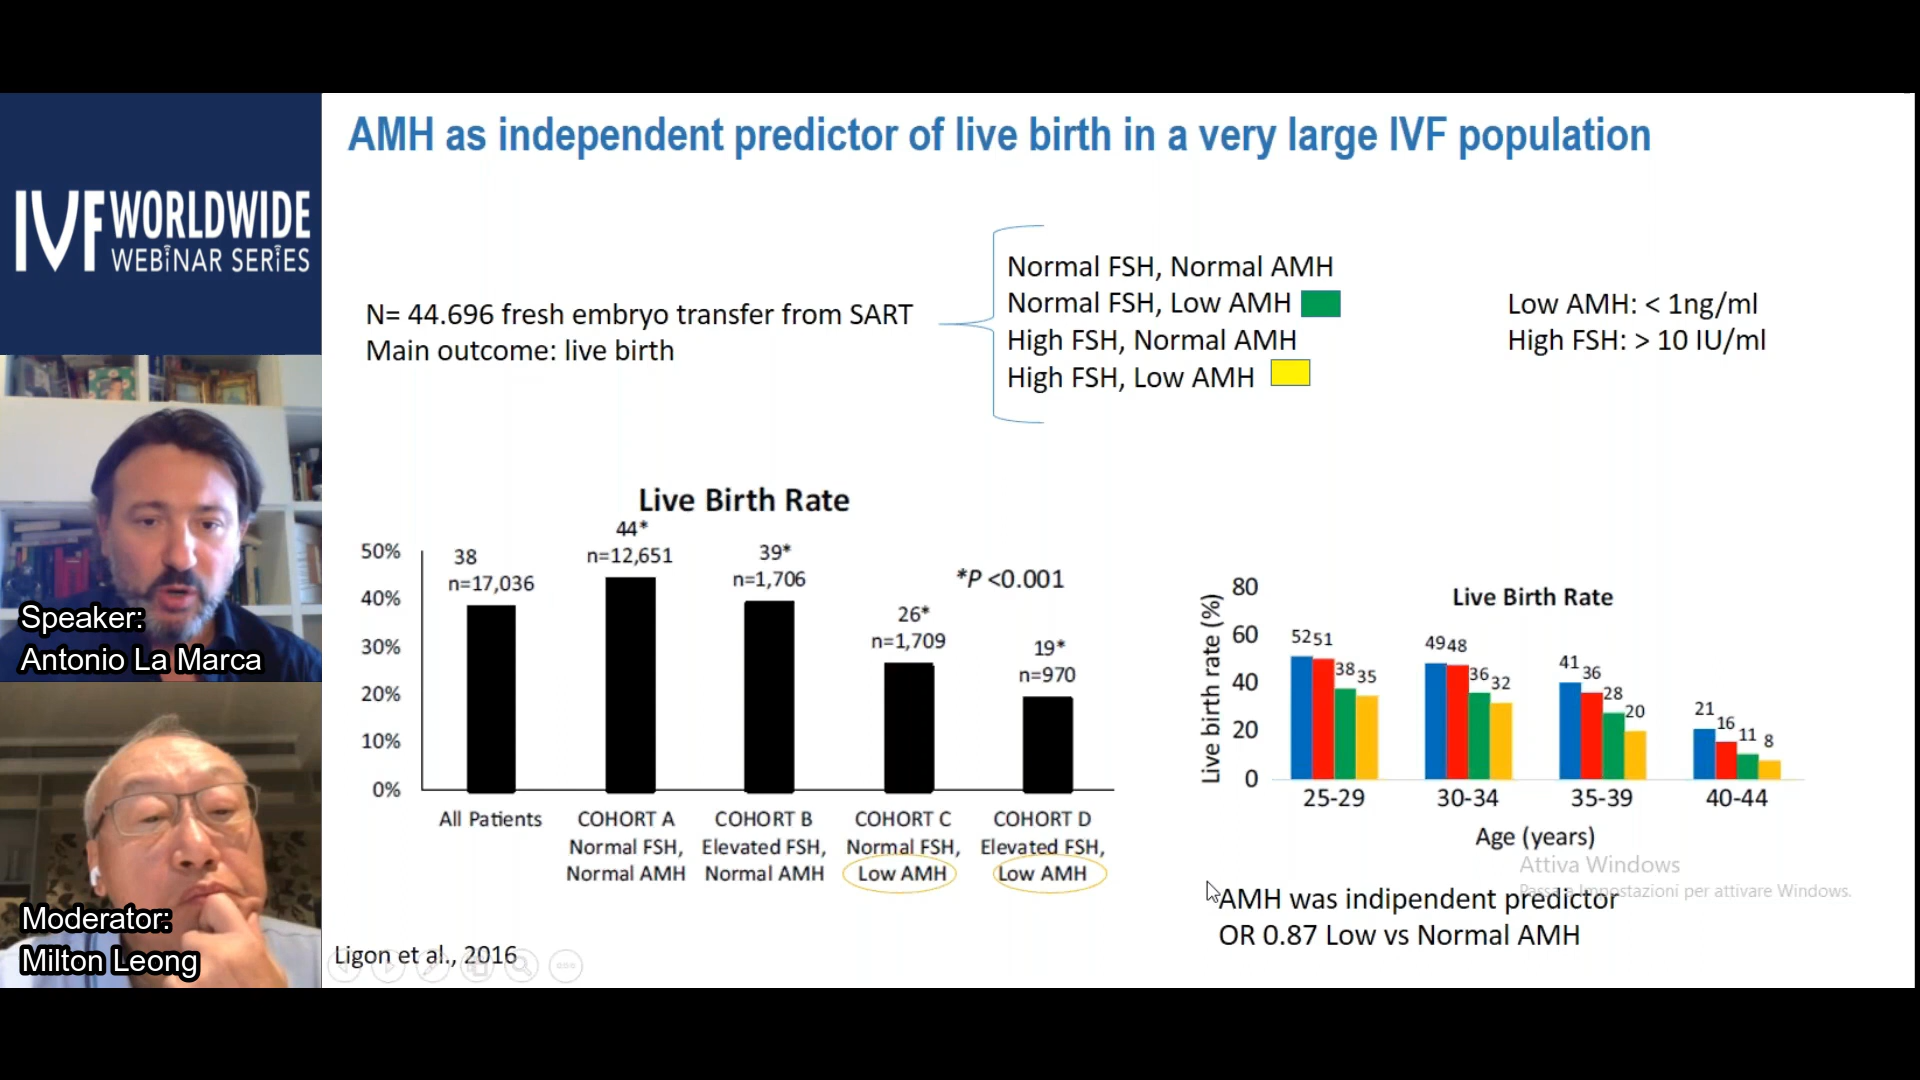 AMH as independent predictor of live birth in a very large IVF population
IVF WORLDWIDE
WEBINAR SERIES
N= 44.696 fresh embryo transfer from SART
Main outcome: live birth
Normal FSH, Normal AMH
Normal FSH, Low AMH
High FSH, Normal AMH
High FSH, Low AMH
Low AMH: < 1ng/ml
High FSH: > 10 IU/ml
Speaker:
Antonio La Marca
Moderator:
Milton Leong
Live Birth Rate
50%
40%
30%
20%
10%
0%
38
n=17,036
44*
n=12,651
39*
n=1,706
26*
n=1,709
19*
n=970
*P <0.001
All Patients
COHORT A
Normal FSH,
Normal AMH
COHORT B
Elevated FSH,
Normal AMH
COHORT C
Normal FSH,
Low AMH
COHORT D
Elevated FSH,
Low AMH
Ligon et al., 2016
Live Birth Rate
Live birth rate (%)
80
60
40
20
0
52 51 38 35
49 48 36 32
41 36 28 20
21 16 11 8
25-29 30-34 35-39 40-44
Age (years)
Attiva Windows
Passa a Impostazioni per attivare Windows.
AMH was indipendent predictor
OR 0.87 Low vs Normal AMH